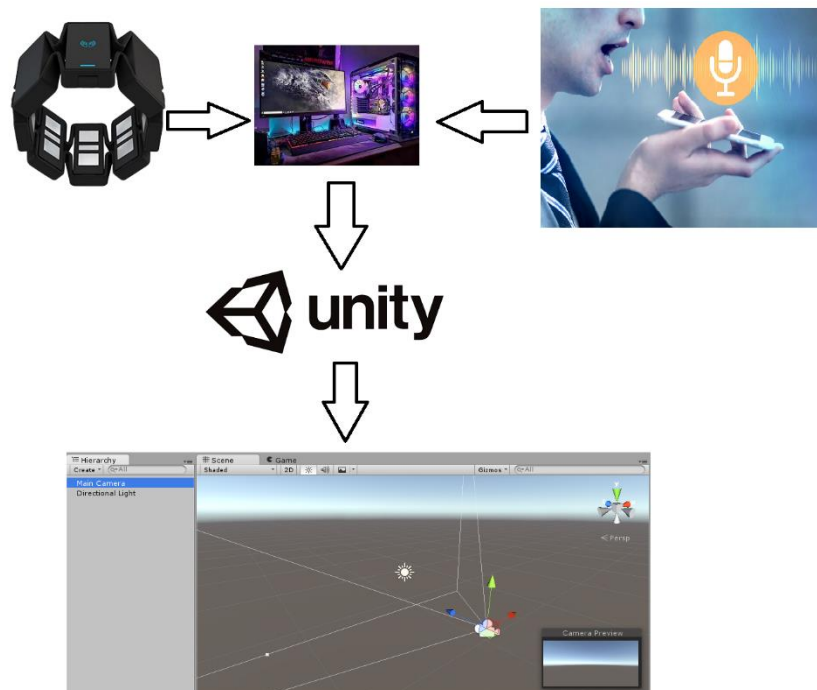 unity
Hierarchy
Scene
Game
Create
All
Shaded
2D
Gizmos
All
Main Camera
Directional Light
Persp
Camera Preview